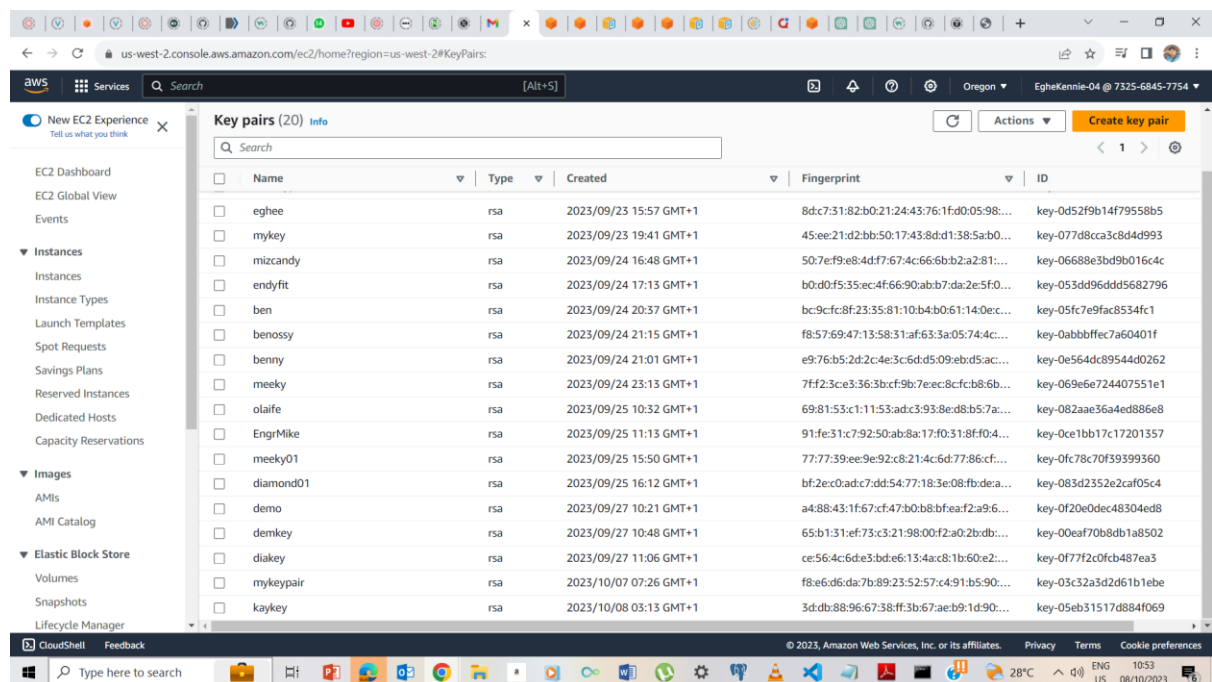 us-west-2.console.aws.amazon.com/ec2/home?region=us-west-2#KeyPairs:
aws Services Search [Alt+S] Oregon EgheKennie-04 @ 7325-6845-7754
New EC2 Experience
Tell us what you think
EC2 Dashboard
EC2 Global View
Events
Instances
Instances
Instance Types
Launch Templates
Spot Requests
Savings Plans
Reserved Instances
Dedicated Hosts
Capacity Reservations
Images
AMIs
AMI Catalog
Elastic Block Store
Volumes
Snapshots
Lifecycle Manager
Key pairs (20) Info
Actions Create key pair
Search
1
Name Type Created Fingerprint ID
eghee rsa 2023/09/23 15:57 GMT+1 8d:c7:31:82:b0:21:24:43:76:1f:d0:05:98:... key-0d52f9b14f79558b5
mykey rsa 2023/09/23 19:41 GMT+1 45:ee:21:d2:bb:50:17:43:8d:d1:38:5a:b0... key-077d8cca3c8d4d993
mizcandy rsa 2023/09/24 16:48 GMT+1 50:7e:f9:e8:4d:f7:67:4c:66:6b:b2:a2:81:... key-06688e3bd9b016c4c
endyfit rsa 2023/09/24 17:13 GMT+1 b0:d0:f5:35:ec:4f:66:90:ab:b7:da:2e:5f:0... key-053dd96ddd5682796
ben rsa 2023/09/24 20:37 GMT+1 bc:9c:fc:8f:23:35:81:10:b4:b0:61:14:0e:c... key-05fc7e9fac8534fc1
benossy rsa 2023/09/24 21:15 GMT+1 f8:57:69:47:13:58:31:af:63:3a:05:74:4c:... key-0abbbffec7a60401f
benny rsa 2023/09/24 21:01 GMT+1 e9:76:b5:2d:2c:4e:3c:6d:d5:09:eb:d5:ac:... key-0e564dc89544d0262
meeky rsa 2023/09/24 23:13 GMT+1 7f:f2:3c:e3:36:3b:cf:9b:7e:ec:8c:fc:b8:6b... key-069e6e724407551e1
olaife rsa 2023/09/25 10:32 GMT+1 69:81:53:c1:11:53:ad:c3:93:8e:d8:b5:7a:... key-082aae36a4ed886e8
EngrMike rsa 2023/09/25 11:13 GMT+1 91:fe:31:c7:92:50:ab:8a:17:f0:31:8f:f0:4... key-0ce1bb17c17201357
meeky01 rsa 2023/09/25 15:50 GMT+1 77:77:39:ee:9e:92:c8:21:4c:6d:77:86:cf:... key-0fc78c70f39399360
diamond01 rsa 2023/09/25 16:12 GMT+1 bf:2e:c0:ad:c7:dd:54:77:18:3e:08:fb:de:a... key-083d2352e2caf05c4
demo rsa 2023/09/27 10:21 GMT+1 a4:88:43:1f:67:cf:47:b0:b8:bf:ea:f2:a9:6... key-0f20e0dec48304ed8
demkey rsa 2023/09/27 10:48 GMT+1 65:b1:31:ef:73:c3:21:98:00:f2:a0:2b:db:... key-00eaf70b8db1a8502
diakey rsa 2023/09/27 11:06 GMT+1 ce:56:4c:6d:e3:bd:e6:13:4a:c8:1b:60:e2:... key-0f77f2c0fcb487ea3
mykeypair rsa 2023/10/07 07:26 GMT+1 f8:e6:d6:da:7b:89:23:52:57:c4:91:b5:90:... key-03c32a3d2d61b1ebe
kaykey rsa 2023/10/08 03:13 GMT+1 3d:db:88:96:67:38:ff:3b:67:ae:b9:1d:90:... key-05eb31517d884f069
CloudShell Feedback © 2023, Amazon Web Services, Inc. or its affiliates. Privacy Terms Cookie preferences
Type here to search 28°C ENG 10:53
US 08/10/2023